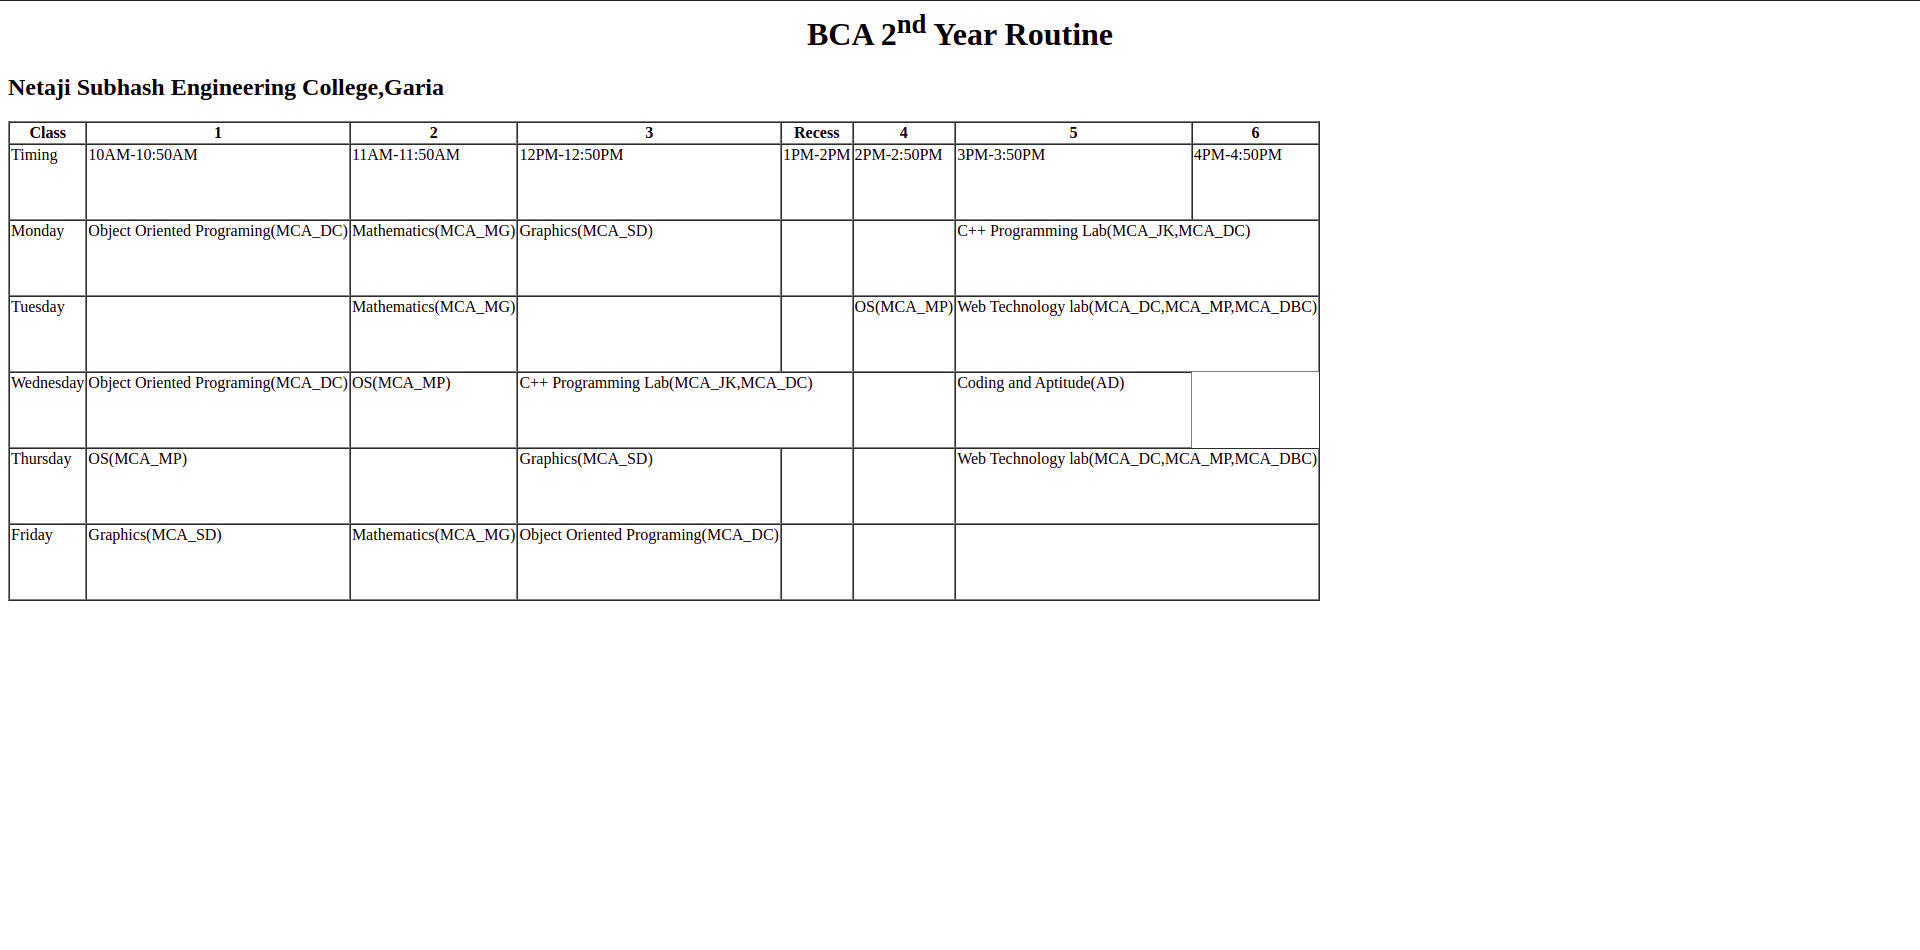 BCA 2nd Year Routine
Netaji Subhash Engineering College,Garia
Class 1 2 3 Recess 4 5 6
Timing 10AM-10:50AM 11AM-11:50AM 12PM-12:50PM 1PM-2PM 2PM-2:50PM 3PM-3:50PM 4PM-4:50PM
Monday Object Oriented Programing(MCA_DC) Mathematics(MCA_MG) Graphics(MCA_SD) C++ Programming Lab(MCA_JK,MCA_DC)
Tuesday Mathematics(MCA_MG) OS(MCA_MP) Web Technology lab(MCA_DC,MCA_MP,MCA_DBC)
Wednesday Object Oriented Programing(MCA_DC) OS(MCA_MP) C++ Programming Lab(MCA_JK,MCA_DC) Coding and Aptitude(AD)
Thursday OS(MCA_MP) Graphics(MCA_SD) Web Technology lab(MCA_DC,MCA_MP,MCA_DBC)
Friday Graphics(MCA_SD) Mathematics(MCA_MG) Object Oriented Programing(MCA_DC)